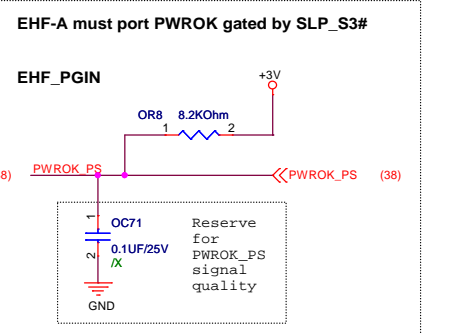 EHF-A must port PWROK gated by SLP_S3#
EHF_PGIN
+3V
OR8 8.2KOhm
1 2
8) PWROK_PS PWROK_PS (38)
1
OC71
0.1UF/25V
2
/X
GND
Reserve
for
PWROK_PS
signal
quality